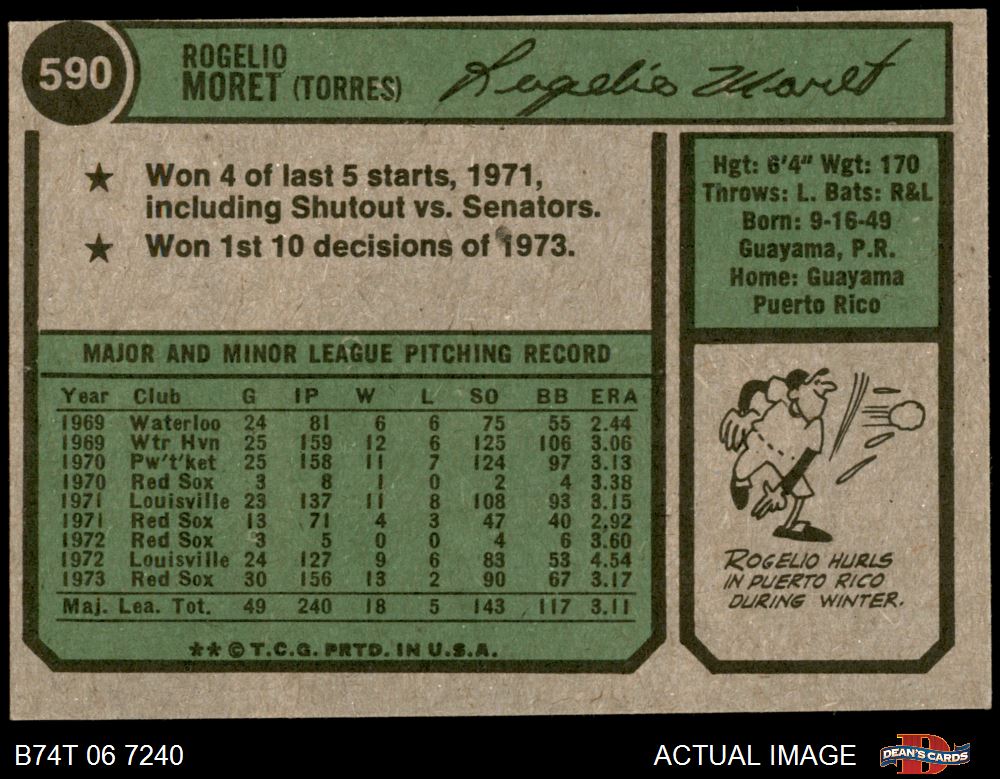 590
ROGELIO
MORET (TORRES)
Rogelio Moret
★ Won 4 of last 5 starts, 1971,
including Shutout vs. Senators.
★ Won 1st 10 decisions of 1973.
Hgt: 6'4" Wgt: 170
Throws: L. Bats: R&L
Born: 9-16-49
Guayama, P.R.
Home: Guayama
Puerto Rico
MAJOR AND MINOR LEAGUE PITCHING RECORD
Year Club G IP W L SO BB ERA
1969 Waterloo 24 81 6 6 75 55 2.44
1969 Wtr Hvn 25 159 12 6 125 106 3.06
1970 Pw't'ket 25 158 11 7 124 97 3.13
1970 Red Sox 3 8 1 0 2 4 3.38
1971 Louisville 23 137 11 8 108 93 3.15
1971 Red Sox 13 71 4 3 47 40 2.92
1972 Red Sox 3 5 0 0 4 6 3.60
1972 Louisville 24 127 9 6 83 53 4.54
1973 Red Sox 30 156 13 2 90 67 3.17
Maj. Lea. Tot. 49 240 18 5 143 117 3.11
**© T.C.G. PRTD. IN U.S.A.
ROGELIO HURLS
IN PUERTO RICO
DURING WINTER.
B74T 06 7240
ACTUAL IMAGE
DEAN'S CARDS